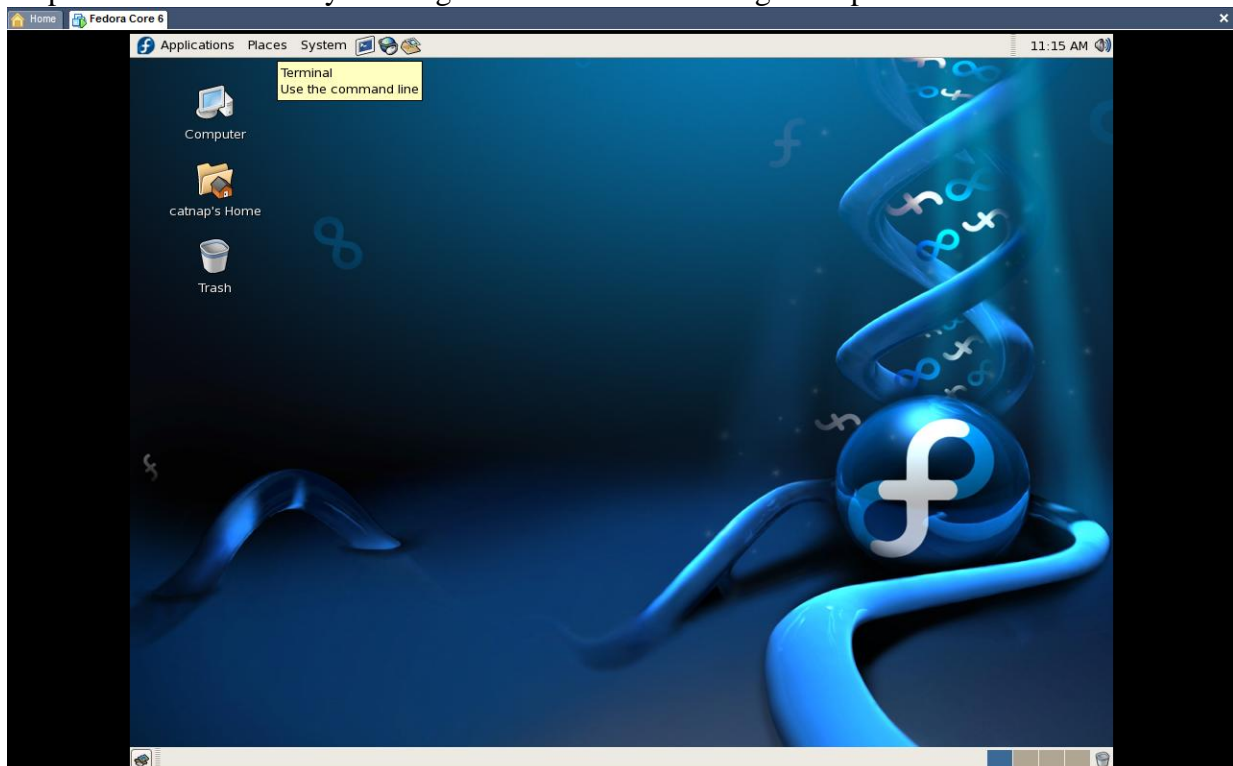 Home Fedora Core 6
Applications Places System 11:15 AM
Terminal
Use the command line
Computer
catnap's Home
Trash